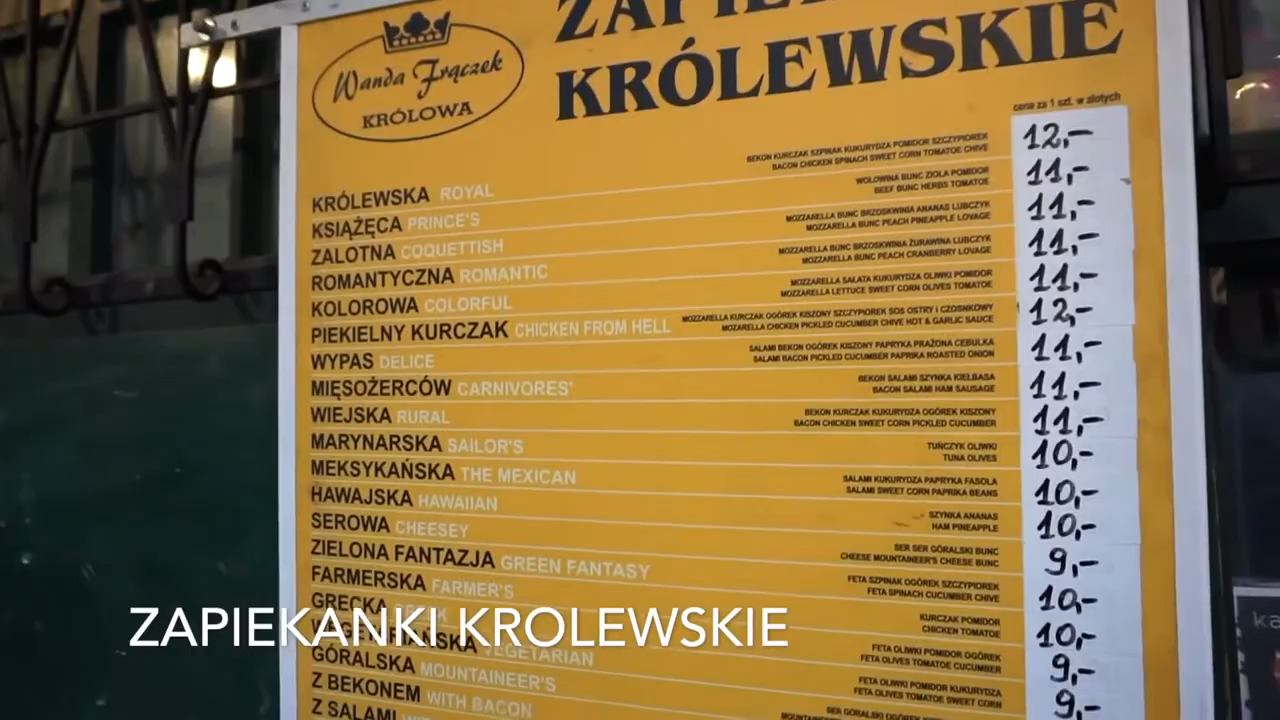 ZAPIEK
KRÓLEWSKIE
Wanda Frączek
KRÓLOWA
cena za 1 szt. w złotych
BEKON KURCZAK SZPINAK KUKURYDZA POMIDOR SZCZYPIOREK
BACON CHICKEN SPINACH SWEET CORN TOMATOE CHIVE
12,-
KRÓLEWSKA ROYAL
WOŁOWINA BUNC ZIOŁA POMIDOR
BEEF BUNC HERBS TOMATOE
11,-
KSIĄŻĘCA PRINCE'S
MOZZARELLA BUNC BRZOSKWINIA ANANAS LUBCZYK
MOZZARELLA BUNC PEACH PINEAPPLE LOVAGE
11,-
ZALOTNA COQUETTISH
MOZZARELLA BUNC BRZOSKWINIA ŻURAWINA LUBCZYK
MOZZARELLA BUNC PEACH CRANBERRY LOVAGE
11,-
ROMANTYCZNA ROMANTIC
MOZZARELLA SAŁATA KUKURYDZA OLIWKI POMIDOR
MOZZARELLA LETTUCE SWEET CORN OLIVES TOMATOE
11,-
KOLOROWA COLORFUL
MOZZARELLA KURCZAK OGÓREK KISZONY SZCZYPIOREK SOS OSTRY I CZOSNKOWY
MOZARELLA CHICKEN PICKLED CUCUMBER CHIVE HOT & GARLIC SAUCE
12,-
PIEKIELNY KURCZAK CHICKEN FROM HELL
SALAMI BEKON OGÓREK KISZONY PAPRYKA PRAŻONA CEBULKA
SALAMI BACON PICKLED CUCUMBER PAPRIKA ROASTED ONION
11,-
WYPAS DELICE
BEKON SALAMI SZYNKA KIEŁBASA
BACON SALAMI HAM SAUSAGE
11,-
MIĘSOŻERCÓW CARNIVORES'
BEKON KURCZAK KUKURYDZA OGÓREK KISZONY
BACON CHICKEN SWEET CORN PICKLED CUCUMBER
11,-
WIEJSKA RURAL
TUŃCZYK OLIWKI
TUNA OLIVES
10,-
MARYNARSKA SAILOR'S
SALAMI KUKURYDZA PAPRYKA FASOLA
SALAMI SWEET CORN PAPRIKA BEANS
10,-
MEKSYKAŃSKA THE MEXICAN
SZYNKA ANANAS
HAM PINEAPPLE
10,-
HAWAJSKA HAWAIIAN
SER SER GÓRALSKI BUNC
CHEESE MOUNTAINEER'S CHEESE BUNC
9,-
SEROWA CHEESEY
FETA SZPINAK OGÓREK SZCZYPIOREK
FETA SPINACH CUCUMBER CHIVE
10,-
ZIELONA FANTAZJA GREEN FANTASY
KURCZAK POMIDOR
CHICKEN TOMATOE
10,-
FARMERSKA FARMER'S
FETA OLIWKI POMIDOR OGÓREK
FETA OLIVES TOMATOE CUCUMBER
9,-
GRECKA
FETA OLIWKI POMIDOR KUKURYDZA
FETA OLIVES TOMATOE SWEET CORN
9,-
VEGETARIAN
SER GÓRALSKI OGÓREK
GÓRALSKA MOUNTAINEER'S
Z BEKONEM WITH BACON
Z SALAMI
ZAPIEKANKI KROLEWSKIE